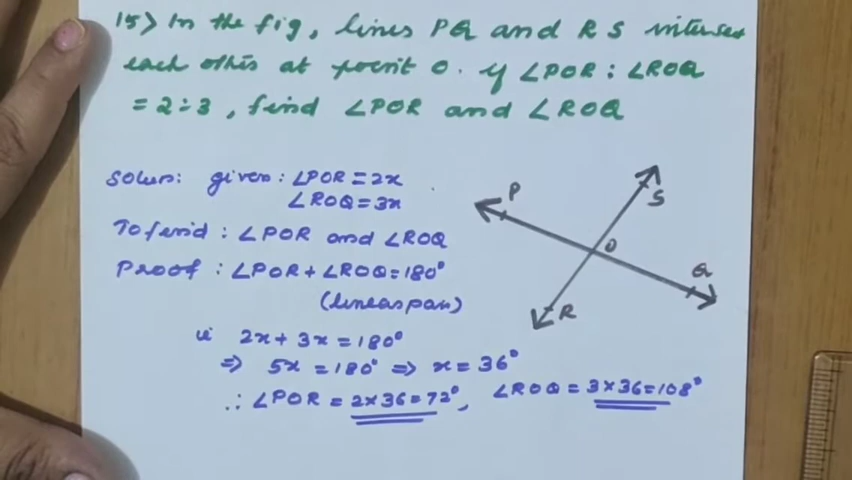 15> In the fig, lines PQ and RS intersect
each other at point O. If ∠POR : ∠ROQ
= 2:3, find ∠POR and ∠ROQ
Solun: given: ∠POR = 2x
∠ROQ = 3x
To find : ∠POR and ∠ROQ
Proof : ∠POR + ∠ROQ = 180°
(linear pair)
ie 2x + 3x = 180°
⇒ 5x = 180° ⇒ x = 36°
∴ ∠POR = 2×36 = 72°, ∠ROQ = 3×36 = 108°
P
S
O
Q
R